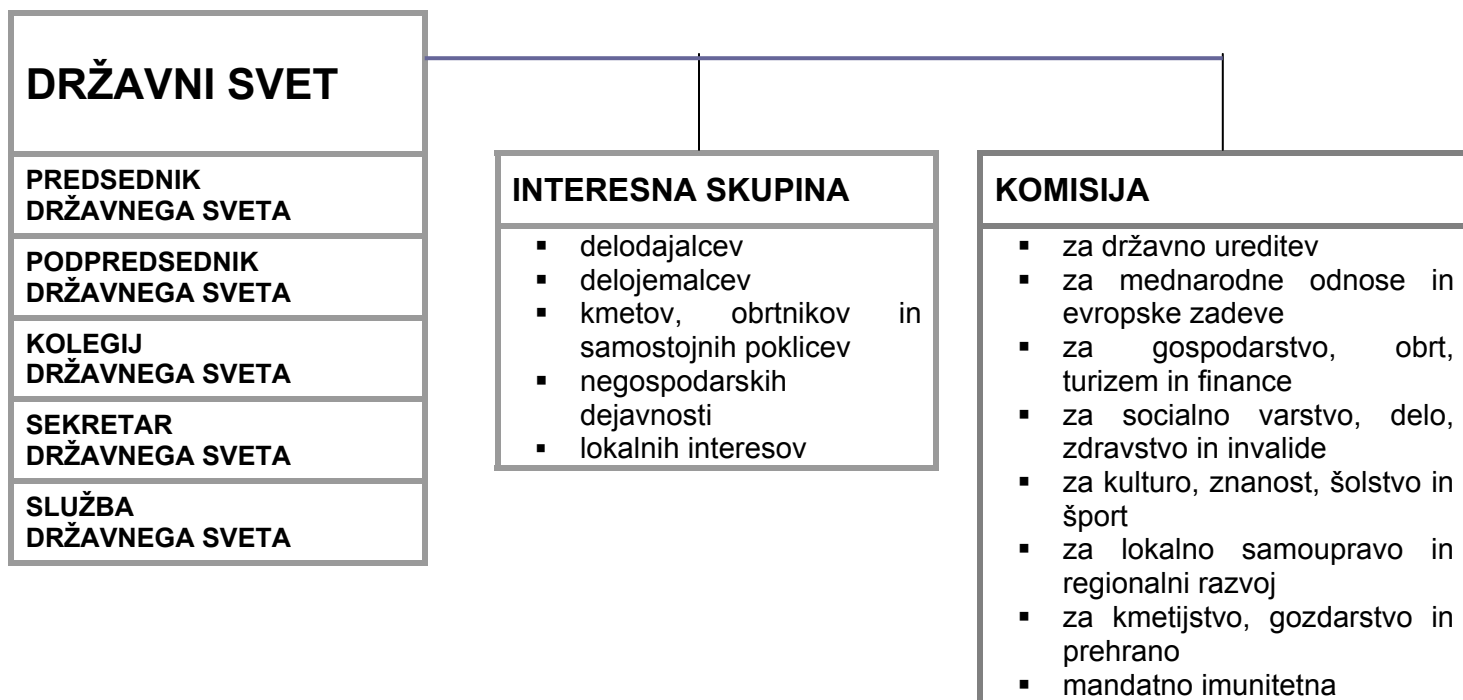 DRŽAVNI SVET
PREDSEDNIK
DRŽAVNEGA SVETA
PODPREDSEDNIK
DRŽAVNEGA SVETA
KOLEGIJ
DRŽAVNEGA SVETA
SEKRETAR
DRŽAVNEGA SVETA
SLUŽBA
DRŽAVNEGA SVETA
INTERESNA SKUPINA
▪ delodajalcev
▪ delojemalcev
▪ kmetov, obrtnikov in
samostojnih poklicev
▪ negospodarskih
dejavnosti
▪ lokalnih interesov
KOMISIJA
▪ za državno ureditev
▪ za mednarodne odnose in
evropske zadeve
▪ za gospodarstvo, obrt,
turizem in finance
▪ za socialno varstvo, delo,
zdravstvo in invalide
▪ za kulturo, znanost, šolstvo in
šport
▪ za lokalno samoupravo in
regionalni razvoj
▪ za kmetijstvo, gozdarstvo in
prehrano
▪ mandatno imunitetna